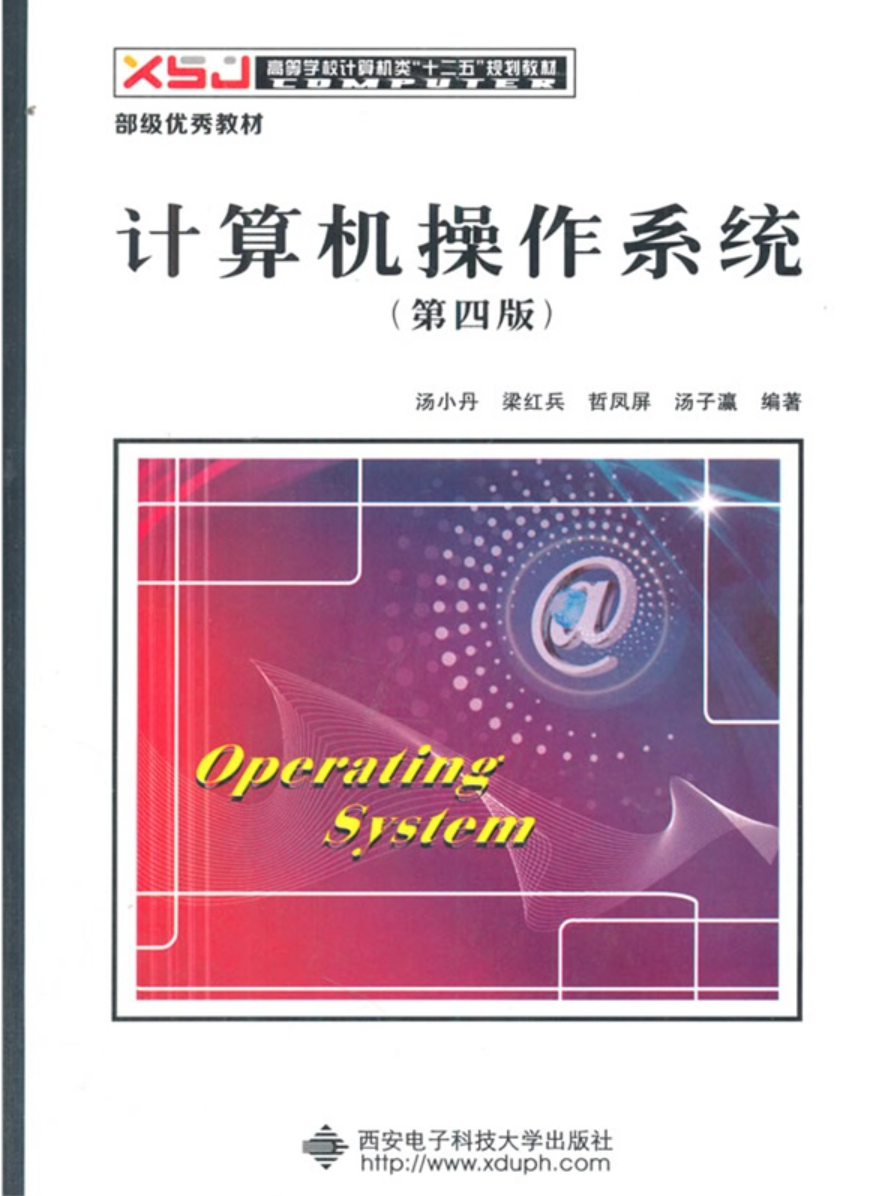 XSJ 高等学校计算机类“十二五”规划教材
COMPUTER
部级优秀教材
计算机操作系统
（第四版）
汤小丹 梁红兵 哲凤屏 汤子瀛 编著
@
Operating
System
西安电子科技大学出版社
http://www.xduph.com